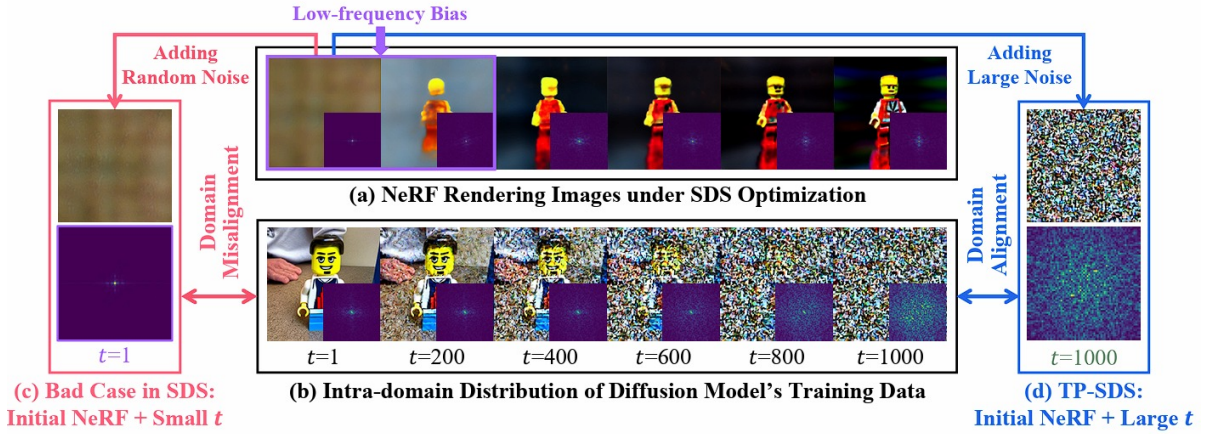 Low-frequency Bias
Adding
Random Noise
Adding
Large Noise
(a) NeRF Rendering Images under SDS Optimization
Domain
Misalignment
Domain
Alignment
t=1
t=1
t=200
t=400
t=600
t=800
t=1000
t=1000
(c) Bad Case in SDS:
Initial NeRF + Small t
(b) Intra-domain Distribution of Diffusion Model's Training Data
(d) TP-SDS:
Initial NeRF + Large t